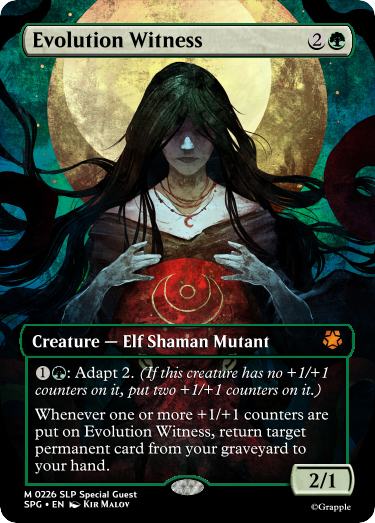 Evolution Witness 2
Creature — Elf Shaman Mutant
1: Adapt 2. (If this creature has no +1/+1
counters on it, put two +1/+1 counters on it.)
Whenever one or more +1/+1 counters are
put on Evolution Witness, return target
permanent card from your graveyard to
your hand.
2/1
M 0226 SLP Special Guest
SPG • EN Kir Malov
©Grapple